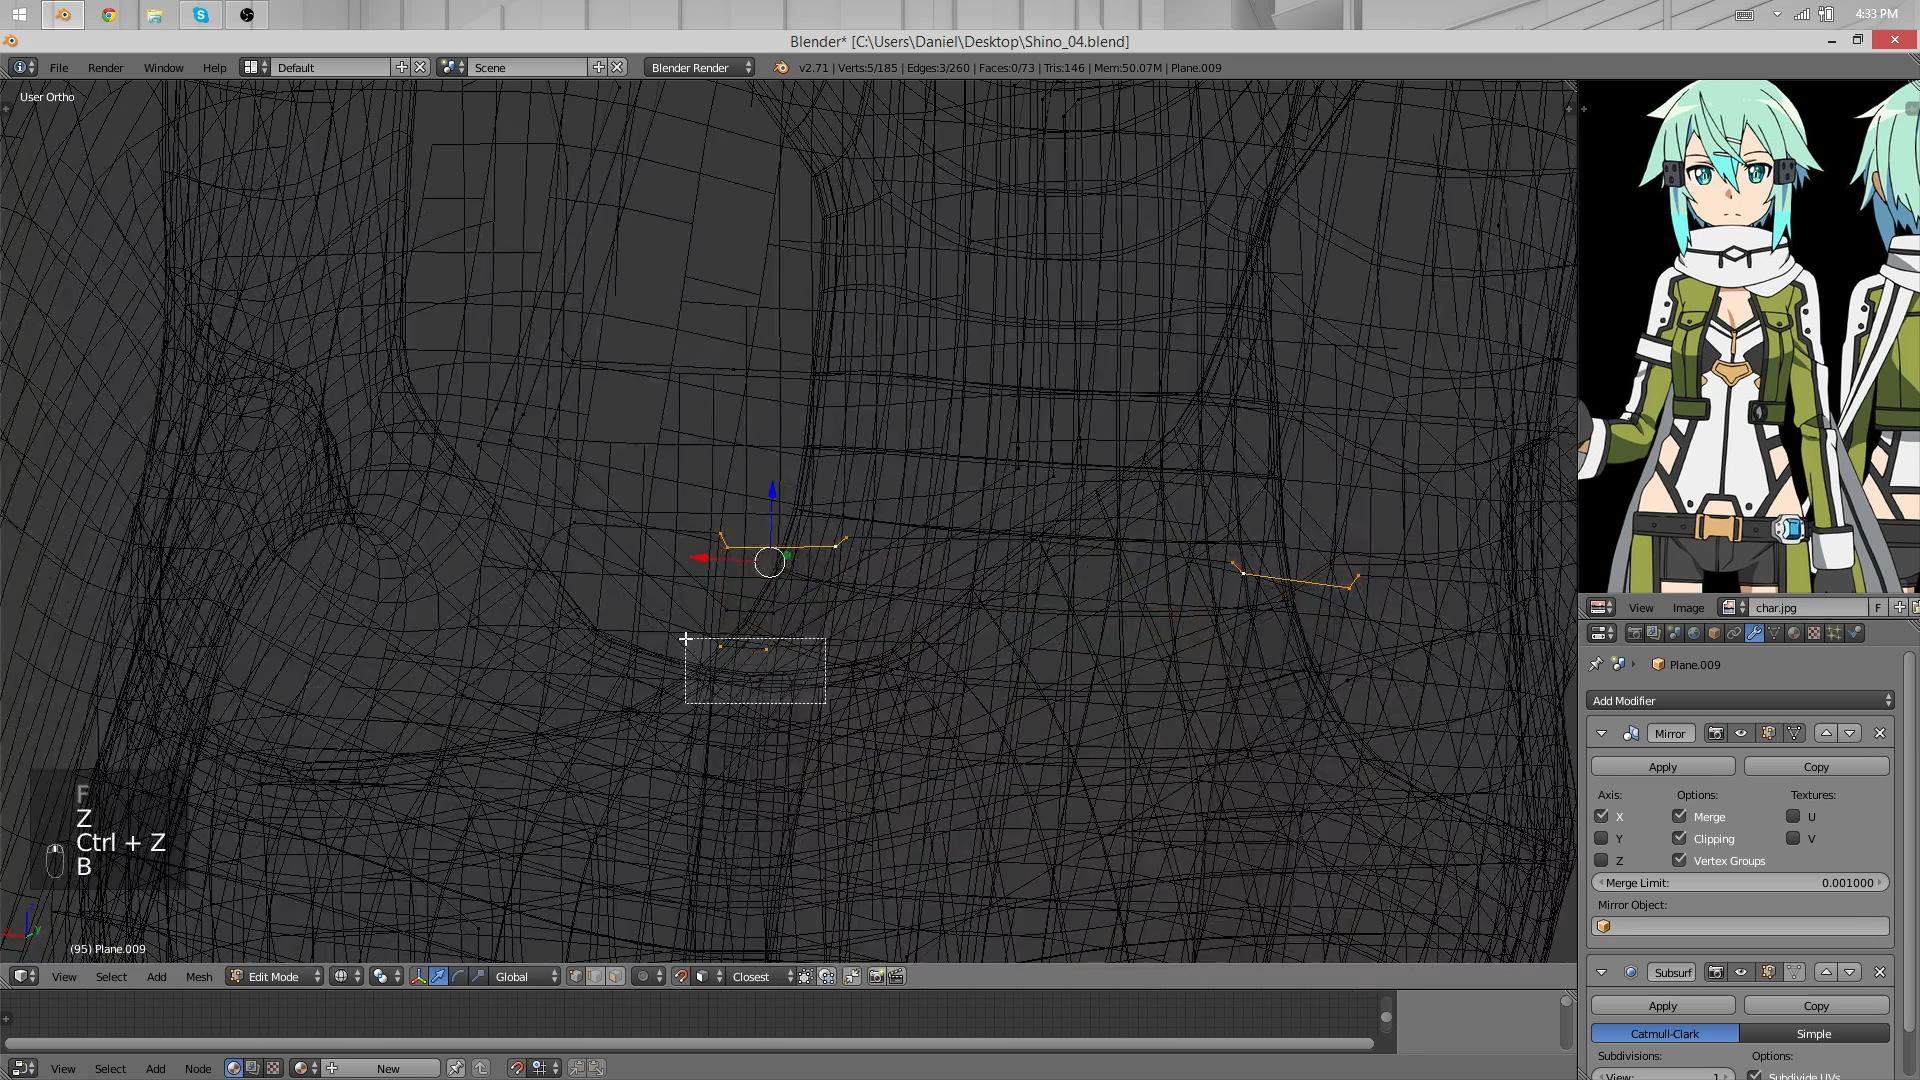 4:33 PM
Blender* [C:\Users\Daniel\Desktop\Shino_04.blend]
File Render Window Help Default Scene Blender Render v2.71 | Verts:5/185 | Edges:3/260 | Faces:0/73 | Tris:146 | Mem:50.07M | Plane.009
User Ortho
F
Z
Ctrl + Z
B
(95) Plane.009
View Select Add Mesh Edit Mode Global Closest
View Select Add Node New
View Image char.jpg F
Plane.009
Add Modifier
Mirror
Apply Copy
Axis: Options: Textures:
X Merge U
Y Clipping V
Z Vertex Groups
Merge Limit: 0.001000
Mirror Object:
Subsurf
Apply Copy
Catmull-Clark Simple
Subdivisions: Options:
View: 1 Subdivide UVs